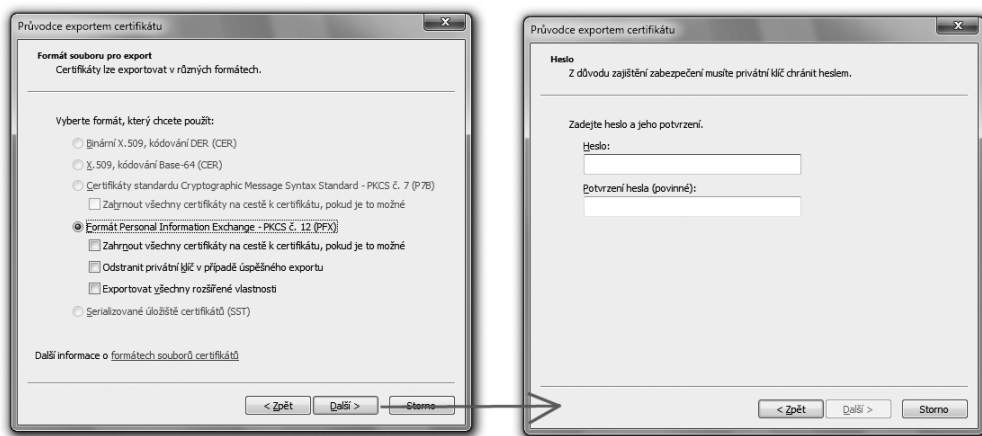 Průvodce exportem certifikátu
Formát souboru pro export
Certifikáty lze exportovat v různých formátech.
Vyberte formát, který chcete použít:
Binární X.509, kódování DER (CER)
X.509, kódování Base-64 (CER)
Certifikáty standardu Cryptographic Message Syntax Standard - PKCS č. 7 (P7B)
Zahrnout všechny certifikáty na cestě k certifikátu, pokud je to možné
Formát Personal Information Exchange - PKCS č. 12 (PFX)
Zahrnout všechny certifikáty na cestě k certifikátu, pokud je to možné
Odstranit privátní klíč v případě úspěšného exportu
Exportovat všechny rozšířené vlastnosti
Serializované úložiště certifikátů (SST)
Další informace o formátech souborů certifikátů
< Zpět Další > Storno
Průvodce exportem certifikátu
Heslo
Z důvodu zajištění zabezpečení musíte privátní klíč chránit heslem.
Zadejte heslo a jeho potvrzení.
Heslo:
Potvrzení hesla (povinné):
< Zpět Další > Storno